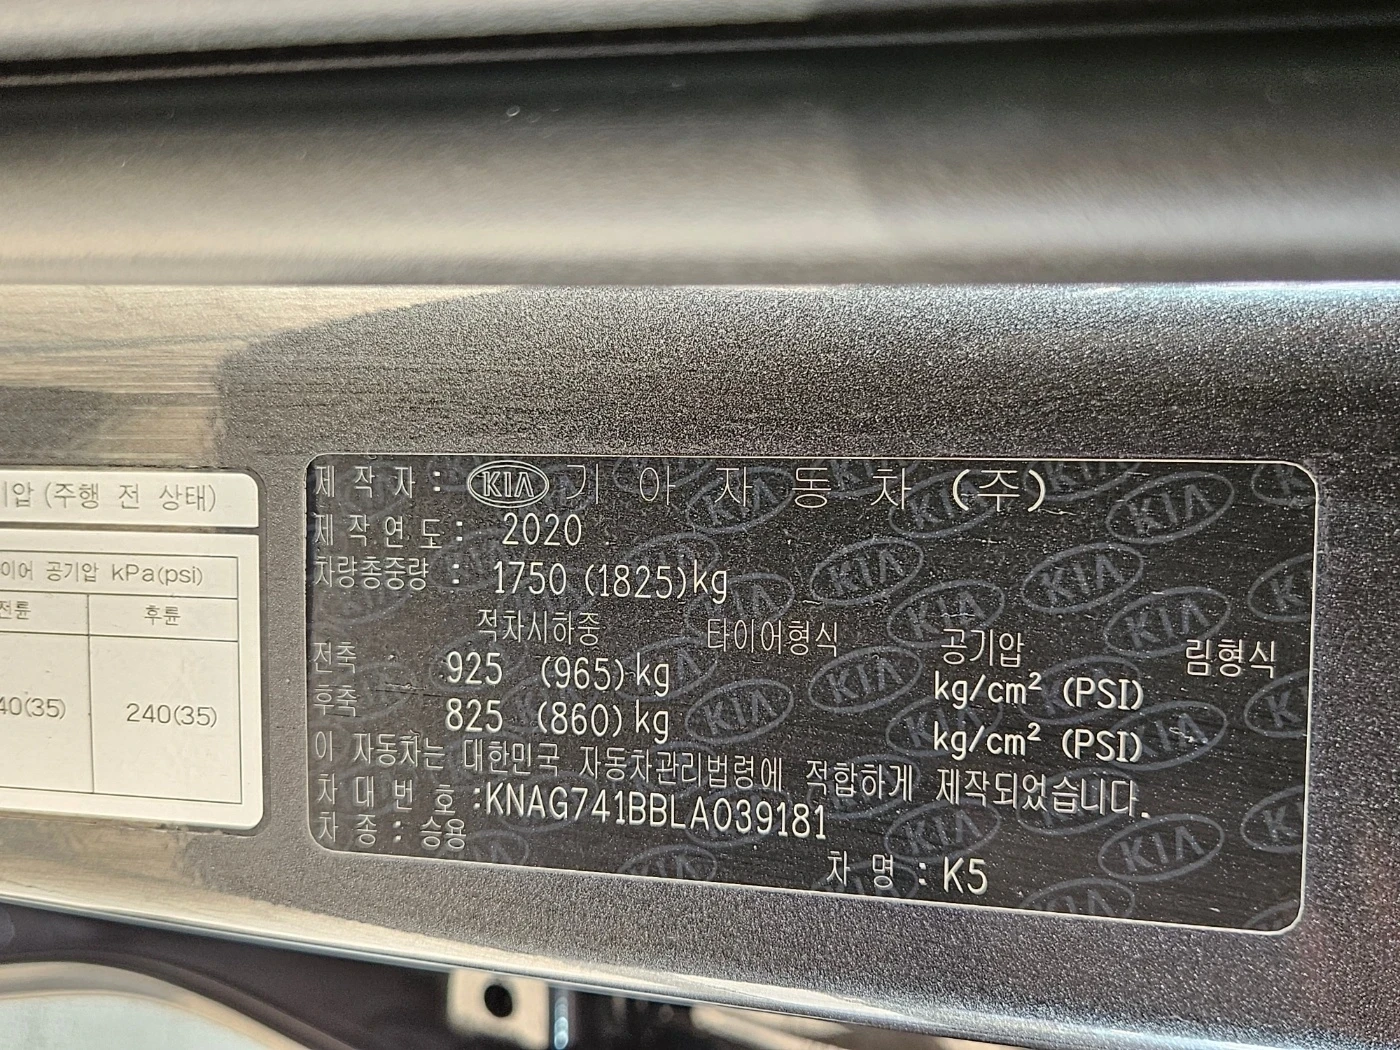 기압 (주행 전 상태)
이어 공기압 kPa(psi)
전륜 후륜
40(35) 240(35)
제 작 자 : KIA 기 아 자 동 차 (주)
제 작 연 도 : 2020
차량총중량 : 1750 (1825)kg
적차시하중 타이어형식 공기압 림형식
전축 : 925 (965)kg kg/cm² (PSI)
후축 825 (860)kg kg/cm² (PSI)
이 자동차는 대한민국 자동차관리법령에 적합하게 제작되었습니다.
차 대 번 호 :KNAG741BBLA039181
차 종 : 승용 차 명 : K5